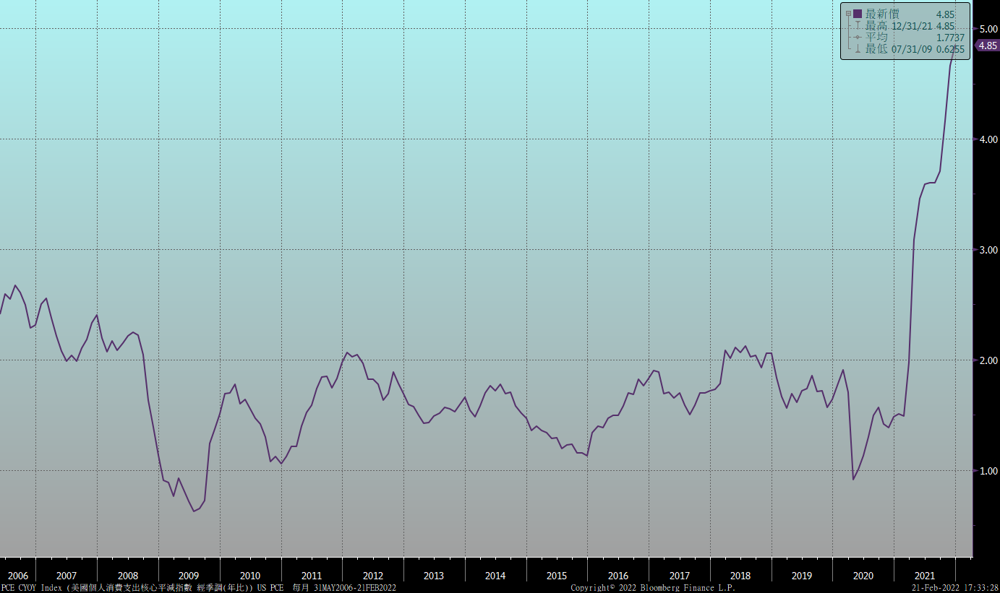 最新價 4.85
最高 12/31/21 4.85
平均 1.7737
最低 07/31/09 0.6255
5.00
4.85
4.00
3.00
2.00
1.00
2006 2007 2008 2009 2010 2011 2012 2013 2014 2015 2016 2017 2018 2019 2020 2021
PCE CYOY Index (美國個人消費支出核心平減指數 經季調(年比)) US PCE 每月 31MAY2006-21FEB2022 Copyright© 2022 Bloomberg Finance L.P. 21-Feb-2022 17:33:28